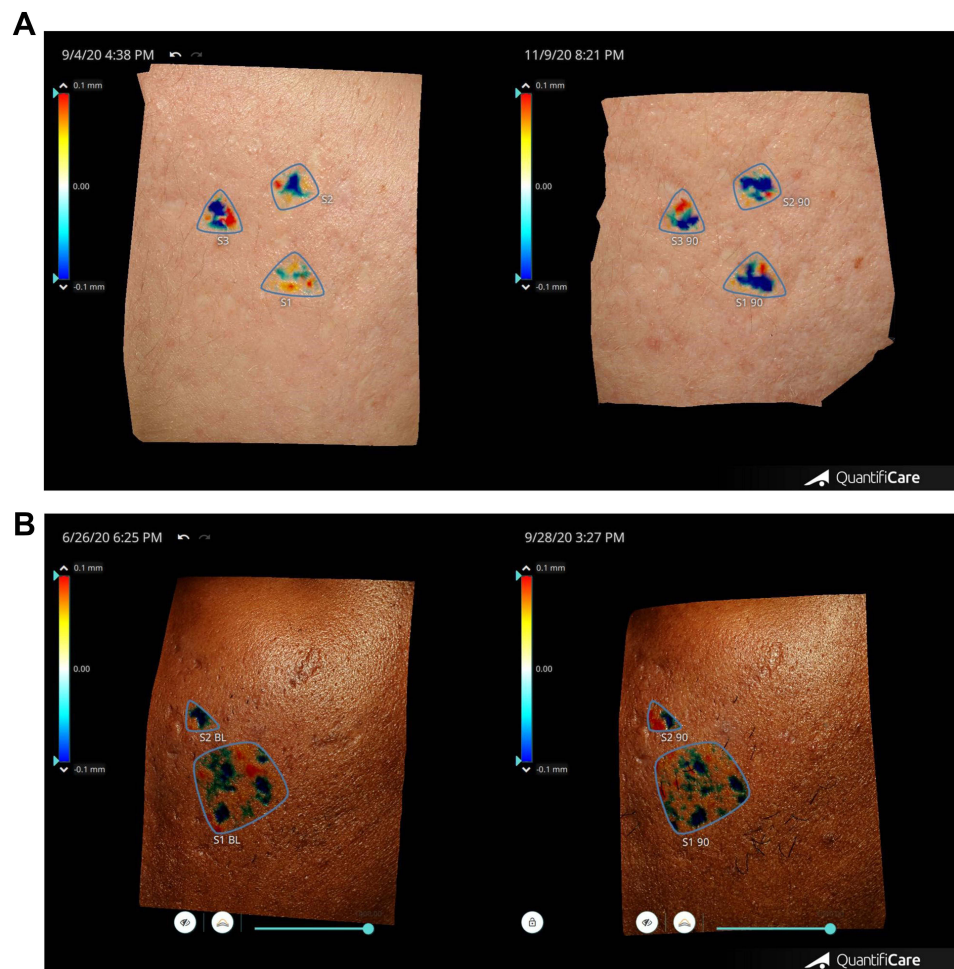 A
9/4/20 4:38 PM
11/9/20 8:21 PM
0.1 mm
0.00
-0.1 mm
S2
S3
S1
0.1 mm
0.00
-0.1 mm
S2 90
S3 90
S1 90
QuantifiCare
B
6/26/20 6:25 PM
9/28/20 3:27 PM
0.1 mm
0.00
-0.1 mm
S2 BL
S1 BL
0.1 mm
0.00
-0.1 mm
S2 90
S1 90
QuantifiCare